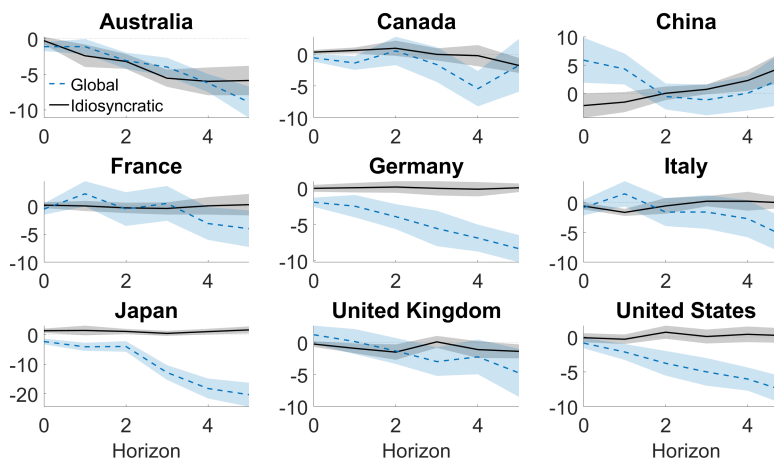 Australia
Canada
China
0
-5
-10
0 2 4
Global
Idiosyncratic
5
0
-5
-10
0 2 4
10
5
0
0 2 4
France
Germany
Italy
0
-5
-10
0 2 4
0
-5
-10
0 2 4
0
-5
-10
0 2 4
Japan
United Kingdom
United States
0
-10
-20
0 2 4
0
-5
-10
0 2 4
0
-5
-10
0 2 4
Horizon
Horizon
Horizon